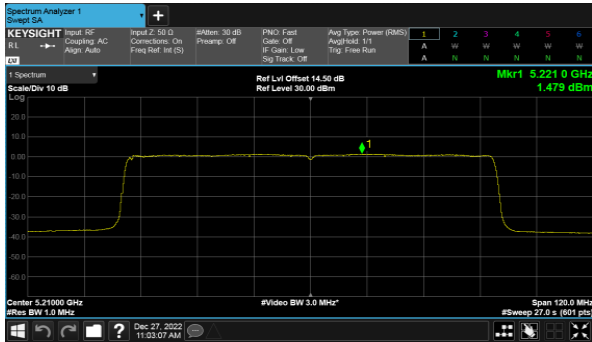 Spectrum Analyzer 1
Swept SA
+
KEYSIGHT Input: RF Input Z: 50 Ω #Atten: 30 dB PNO: Fast Avg Type: Power (RMS) 1 2 3 4 5 6
RL Coupling: AC Corrections: On Preamp: Off Gate: Off Avg|Hold: 1/1 A W W W W W
Align: Auto Freq Ref: Int (S) IF Gain: Low Trig: Free Run
Sig Track: Off A N N N N N
1 Spectrum Ref Lvl Offset 14.50 dB Mkr1 5.221 0 GHz
Scale/Div 10 dB Ref Level 30.00 dBm 1.479 dBm
Log
20.0
10.0
1
0.00
-10.0
-20.0
-30.0
-40.0
-50.0
-60.0
Center 5.21000 GHz #Video BW 3.0 MHz* Span 120.0 MHz
#Res BW 1.0 MHz #Sweep 27.0 s (601 pts)
? Dec 27, 2022
11:03:07 AM